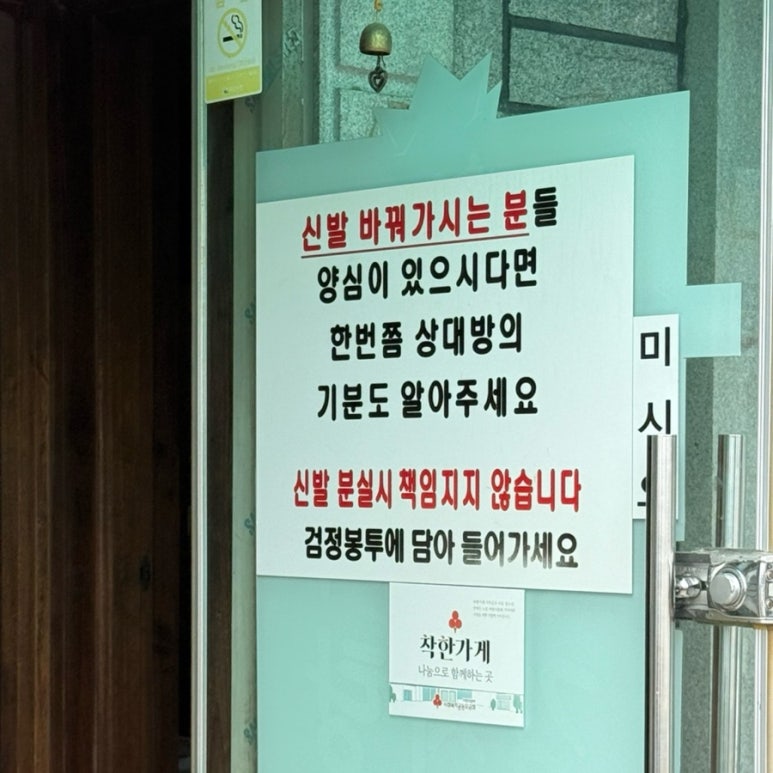 신발 바꿔가시는 분들
양심이 있으시다면
한번쯤 상대방의
기분도 알아주세요
신발 분실시 책임지지 않습니다
검정봉투에 담아 들어가세요
미
시
착한가게
나눔으로 함께하는 곳